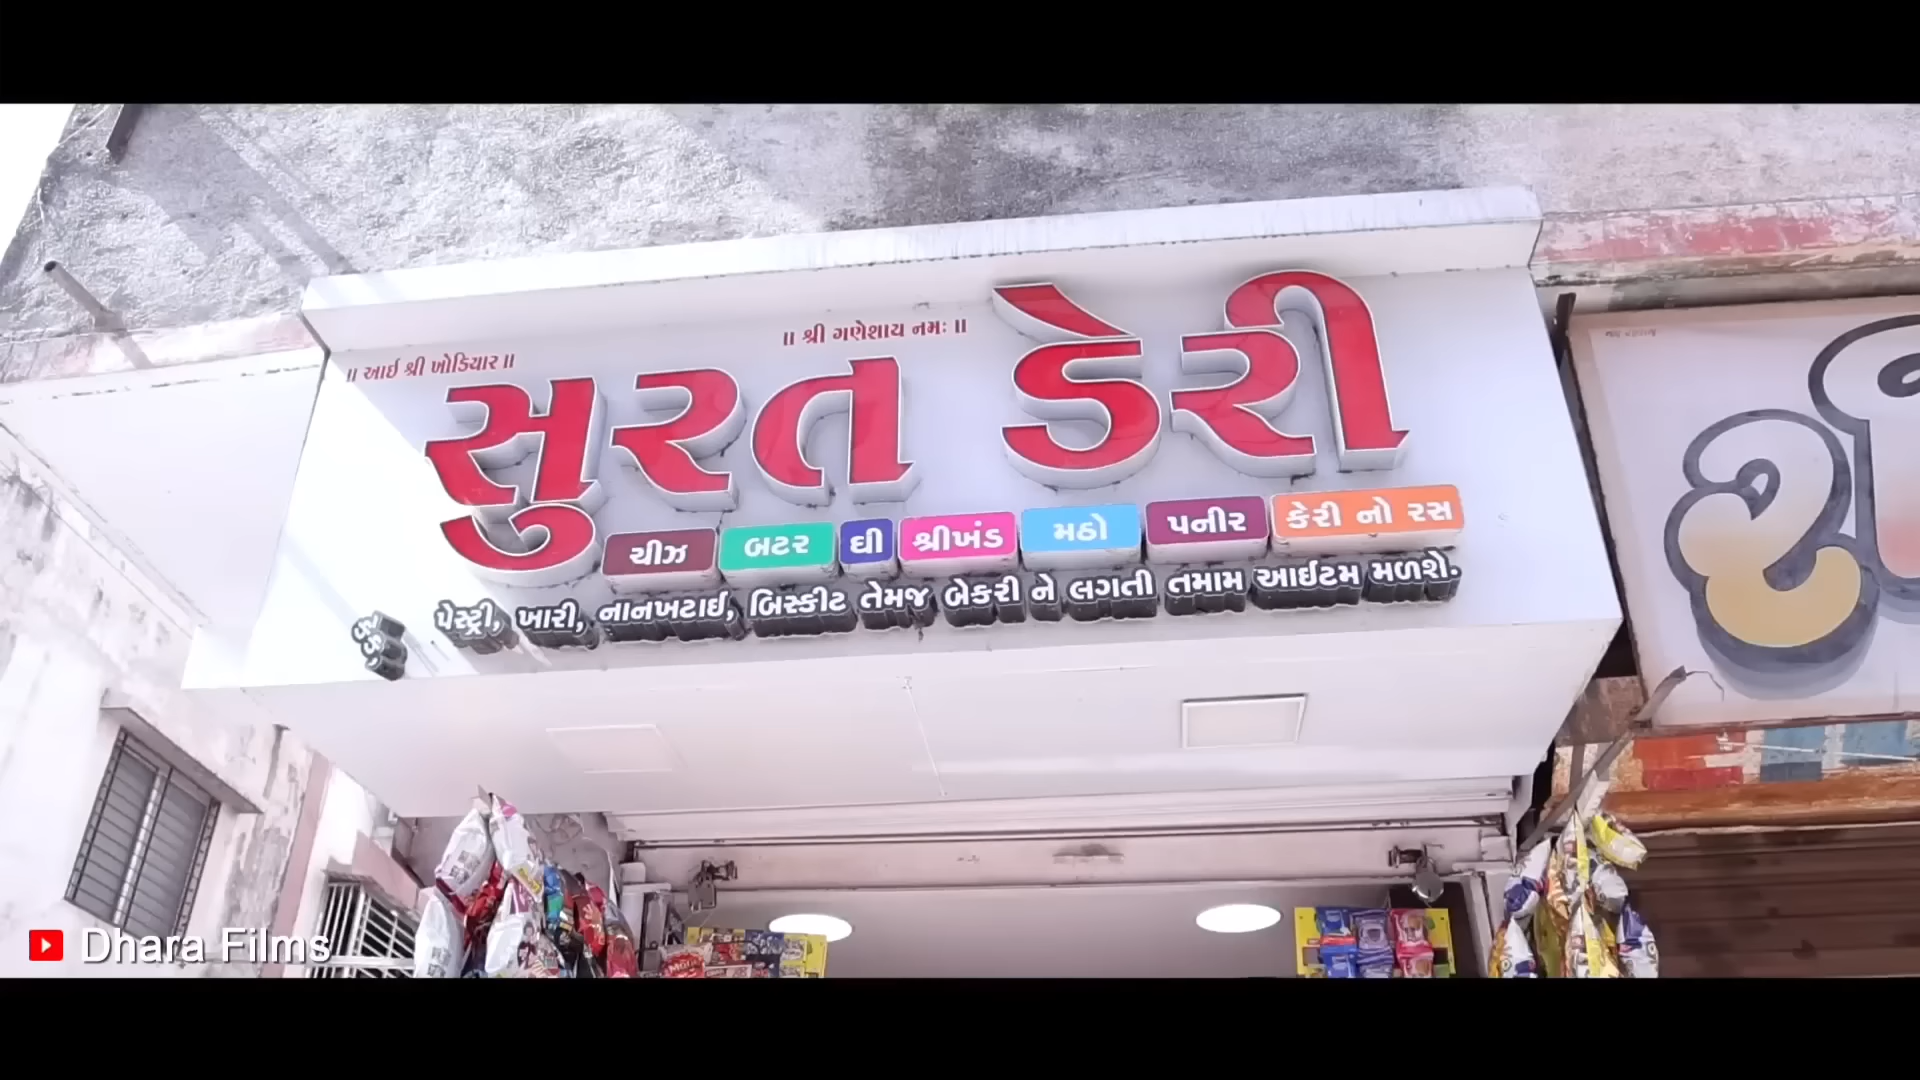 ॥ શ્રી ગણેશાય નમઃ ॥
॥ આઈ શ્રી ખોડિયાર ॥
સુરત ડેરી
ચીઝ બટર ઘી શ્રીખંડ મઠો પનીર કેરી નો રસ
કેક, પેસ્ટ્રી, ખારી, નાનખટાઈ, બિસ્કીટ તેમજ બેકરી ને લગતી તમામ આઈટમ મળશે.
Dhara Films